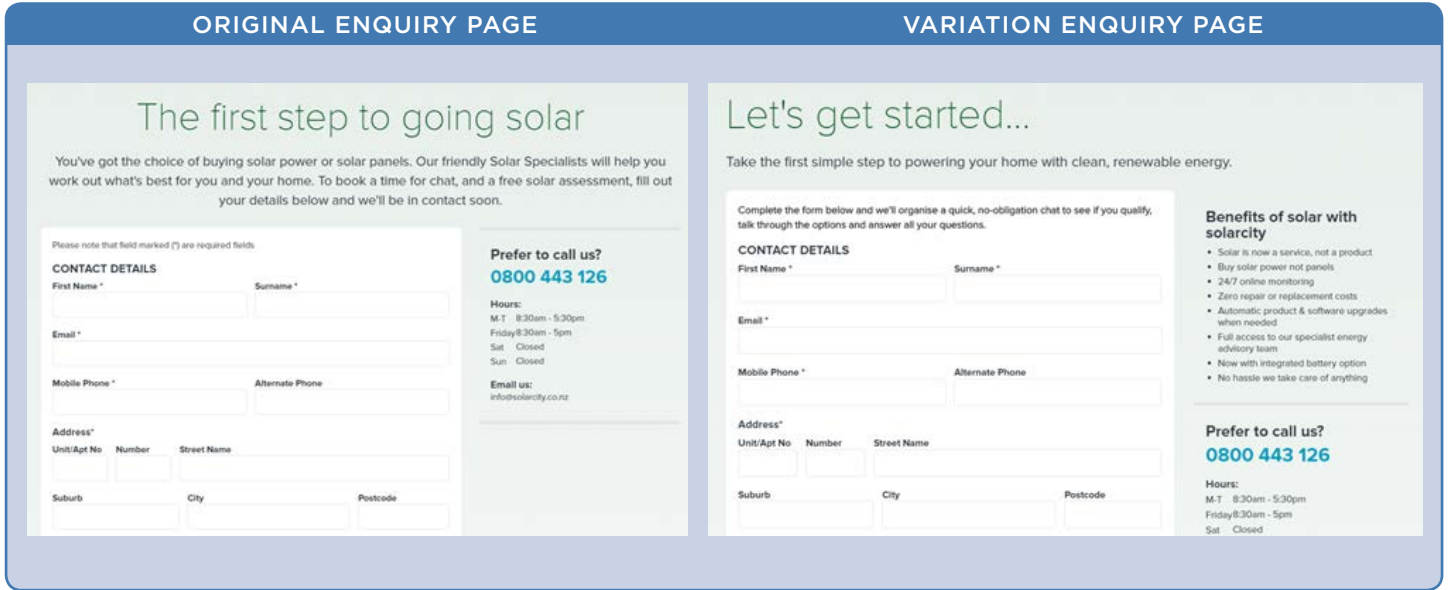 ORIGINAL ENQUIRY PAGE
The first step to going solar
You've got the choice of buying solar power or solar panels. Our friendly Solar Specialists will help you
work out what's best for you and your home. To book a time for chat, and a free solar assessment, fill out
your details below and we'll be in contact soon.
Please note that field marked (*) are required fields
CONTACT DETAILS
First Name *
Surname *
Email *
Mobile Phone *
Alternate Phone
Address*
Unit/Apt No
Number
Street Name
Suburb
City
Postcode
Prefer to call us?
0800 443 126
Hours:
M-T 8:30am - 5:30pm
Friday8:30am - 5pm
Sat Closed
Sun Closed
Email us:
info@solarcity.co.nz
VARIATION ENQUIRY PAGE
Let's get started...
Take the first simple step to powering your home with clean, renewable energy.
Complete the form below and we'll organise a quick, no-obligation chat to see if you qualify,
talk through the options and answer all your questions.
CONTACT DETAILS
First Name *
Surname *
Email *
Mobile Phone *
Alternate Phone
Address*
Unit/Apt No
Number
Street Name
Suburb
City
Postcode
Benefits of solar with
solarcity
• Solar is now a service, not a product
• Buy solar power not panels
• 24/7 online monitoring
• Zero repair or replacement costs
• Automatic product & software upgrades
when needed
• Full access to our specialist energy
advisory team
• Now with integrated battery option
• No hassle we take care of anything
Prefer to call us?
0800 443 126
Hours:
M-T 8:30am - 5:30pm
Friday8:30am - 5pm
Sat Closed